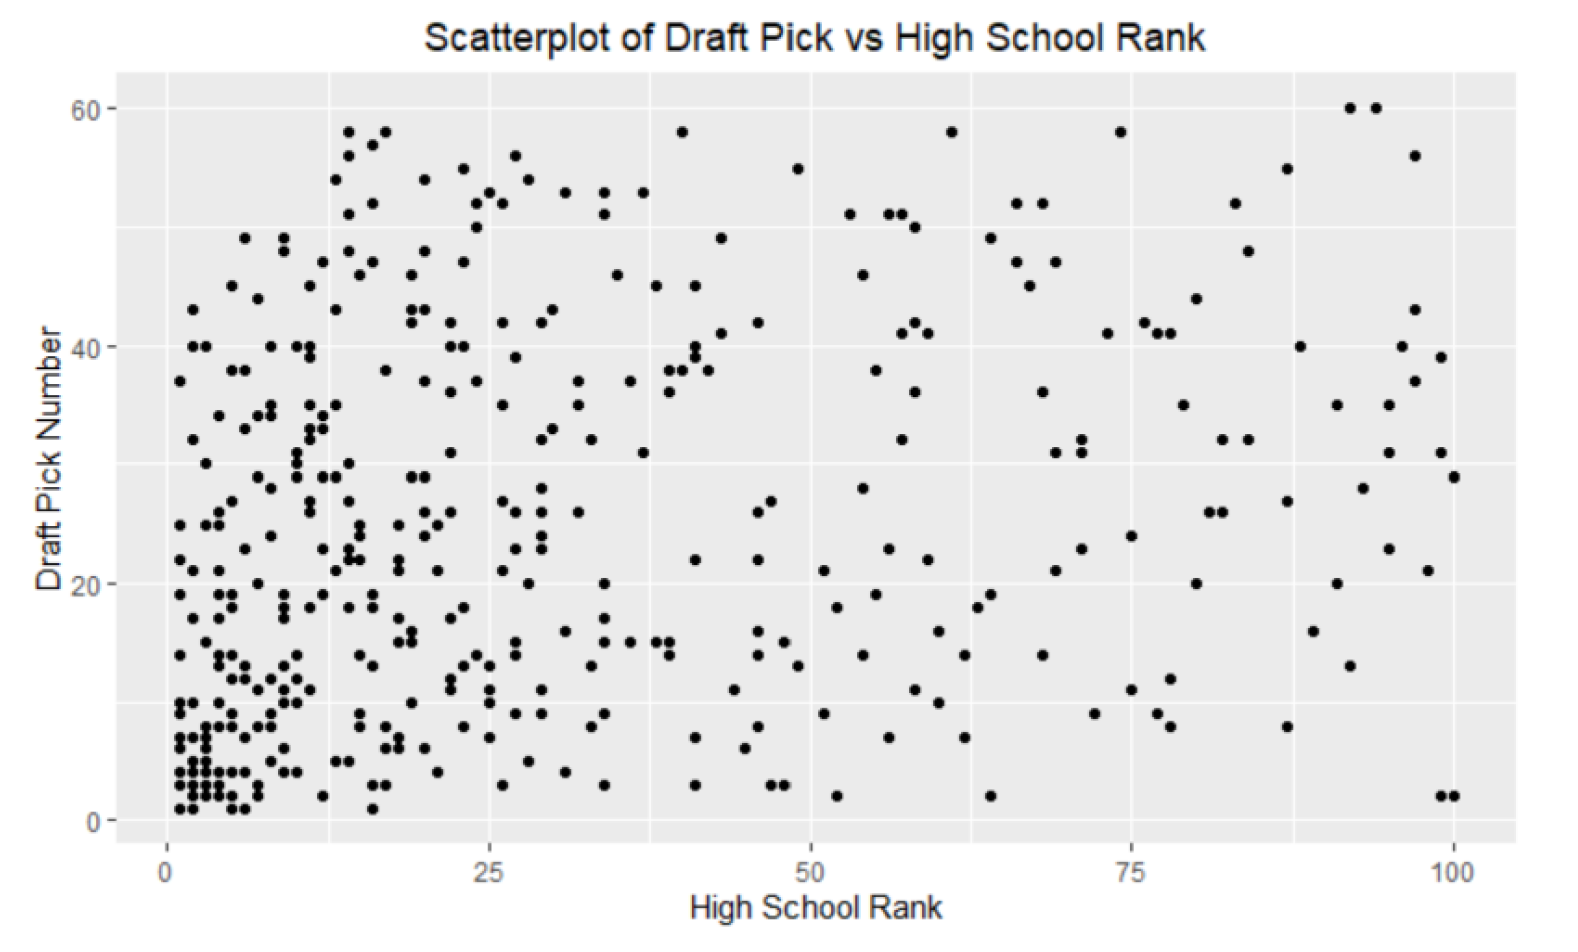 Scatterplot of Draft Pick vs High School Rank
Draft Pick Number
60
40
20
0
0 25 50 75 100
High School Rank